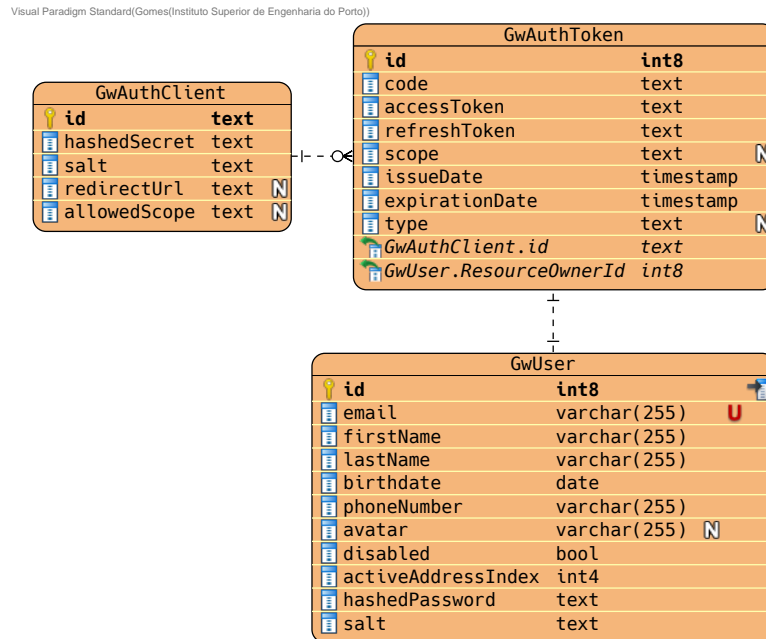 Visual Paradigm Standard(Gomes(Instituto Superior de Engenharia do Porto))
GwAuthClient
id text
hashedSecret text
salt text
redirectUrl text N
allowedScope text N
GwAuthToken
id int8
code text
accessToken text
refreshToken text
scope text N
issueDate timestamp
expirationDate timestamp
type text N
GwAuthClient.id text
GwUser.ResourceOwnerId int8
GwUser
id int8
email varchar(255) U
firstName varchar(255)
lastName varchar(255)
birthdate date
phoneNumber varchar(255)
avatar varchar(255) N
disabled bool
activeAddressIndex int4
hashedPassword text
salt text